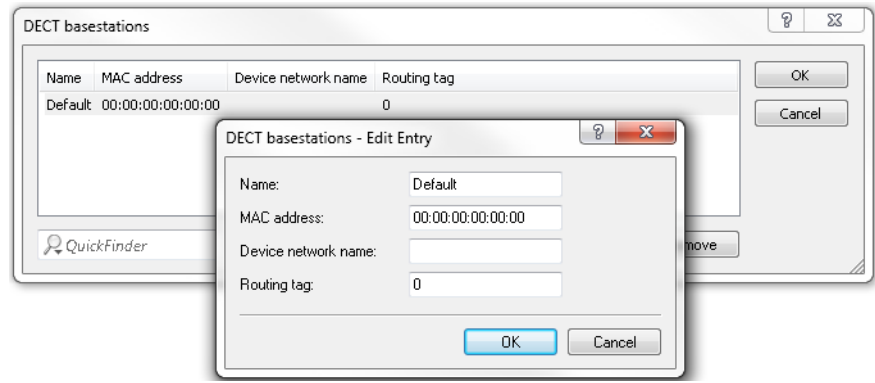 DECT basestations
Name MAC address Device network name Routing tag
Default 00:00:00:00:00:00 0
OK
Cancel
QuickFinder
move
DECT basestations - Edit Entry
Name: Default
MAC address: 00:00:00:00:00:00
Device network name:
Routing tag: 0
OK Cancel